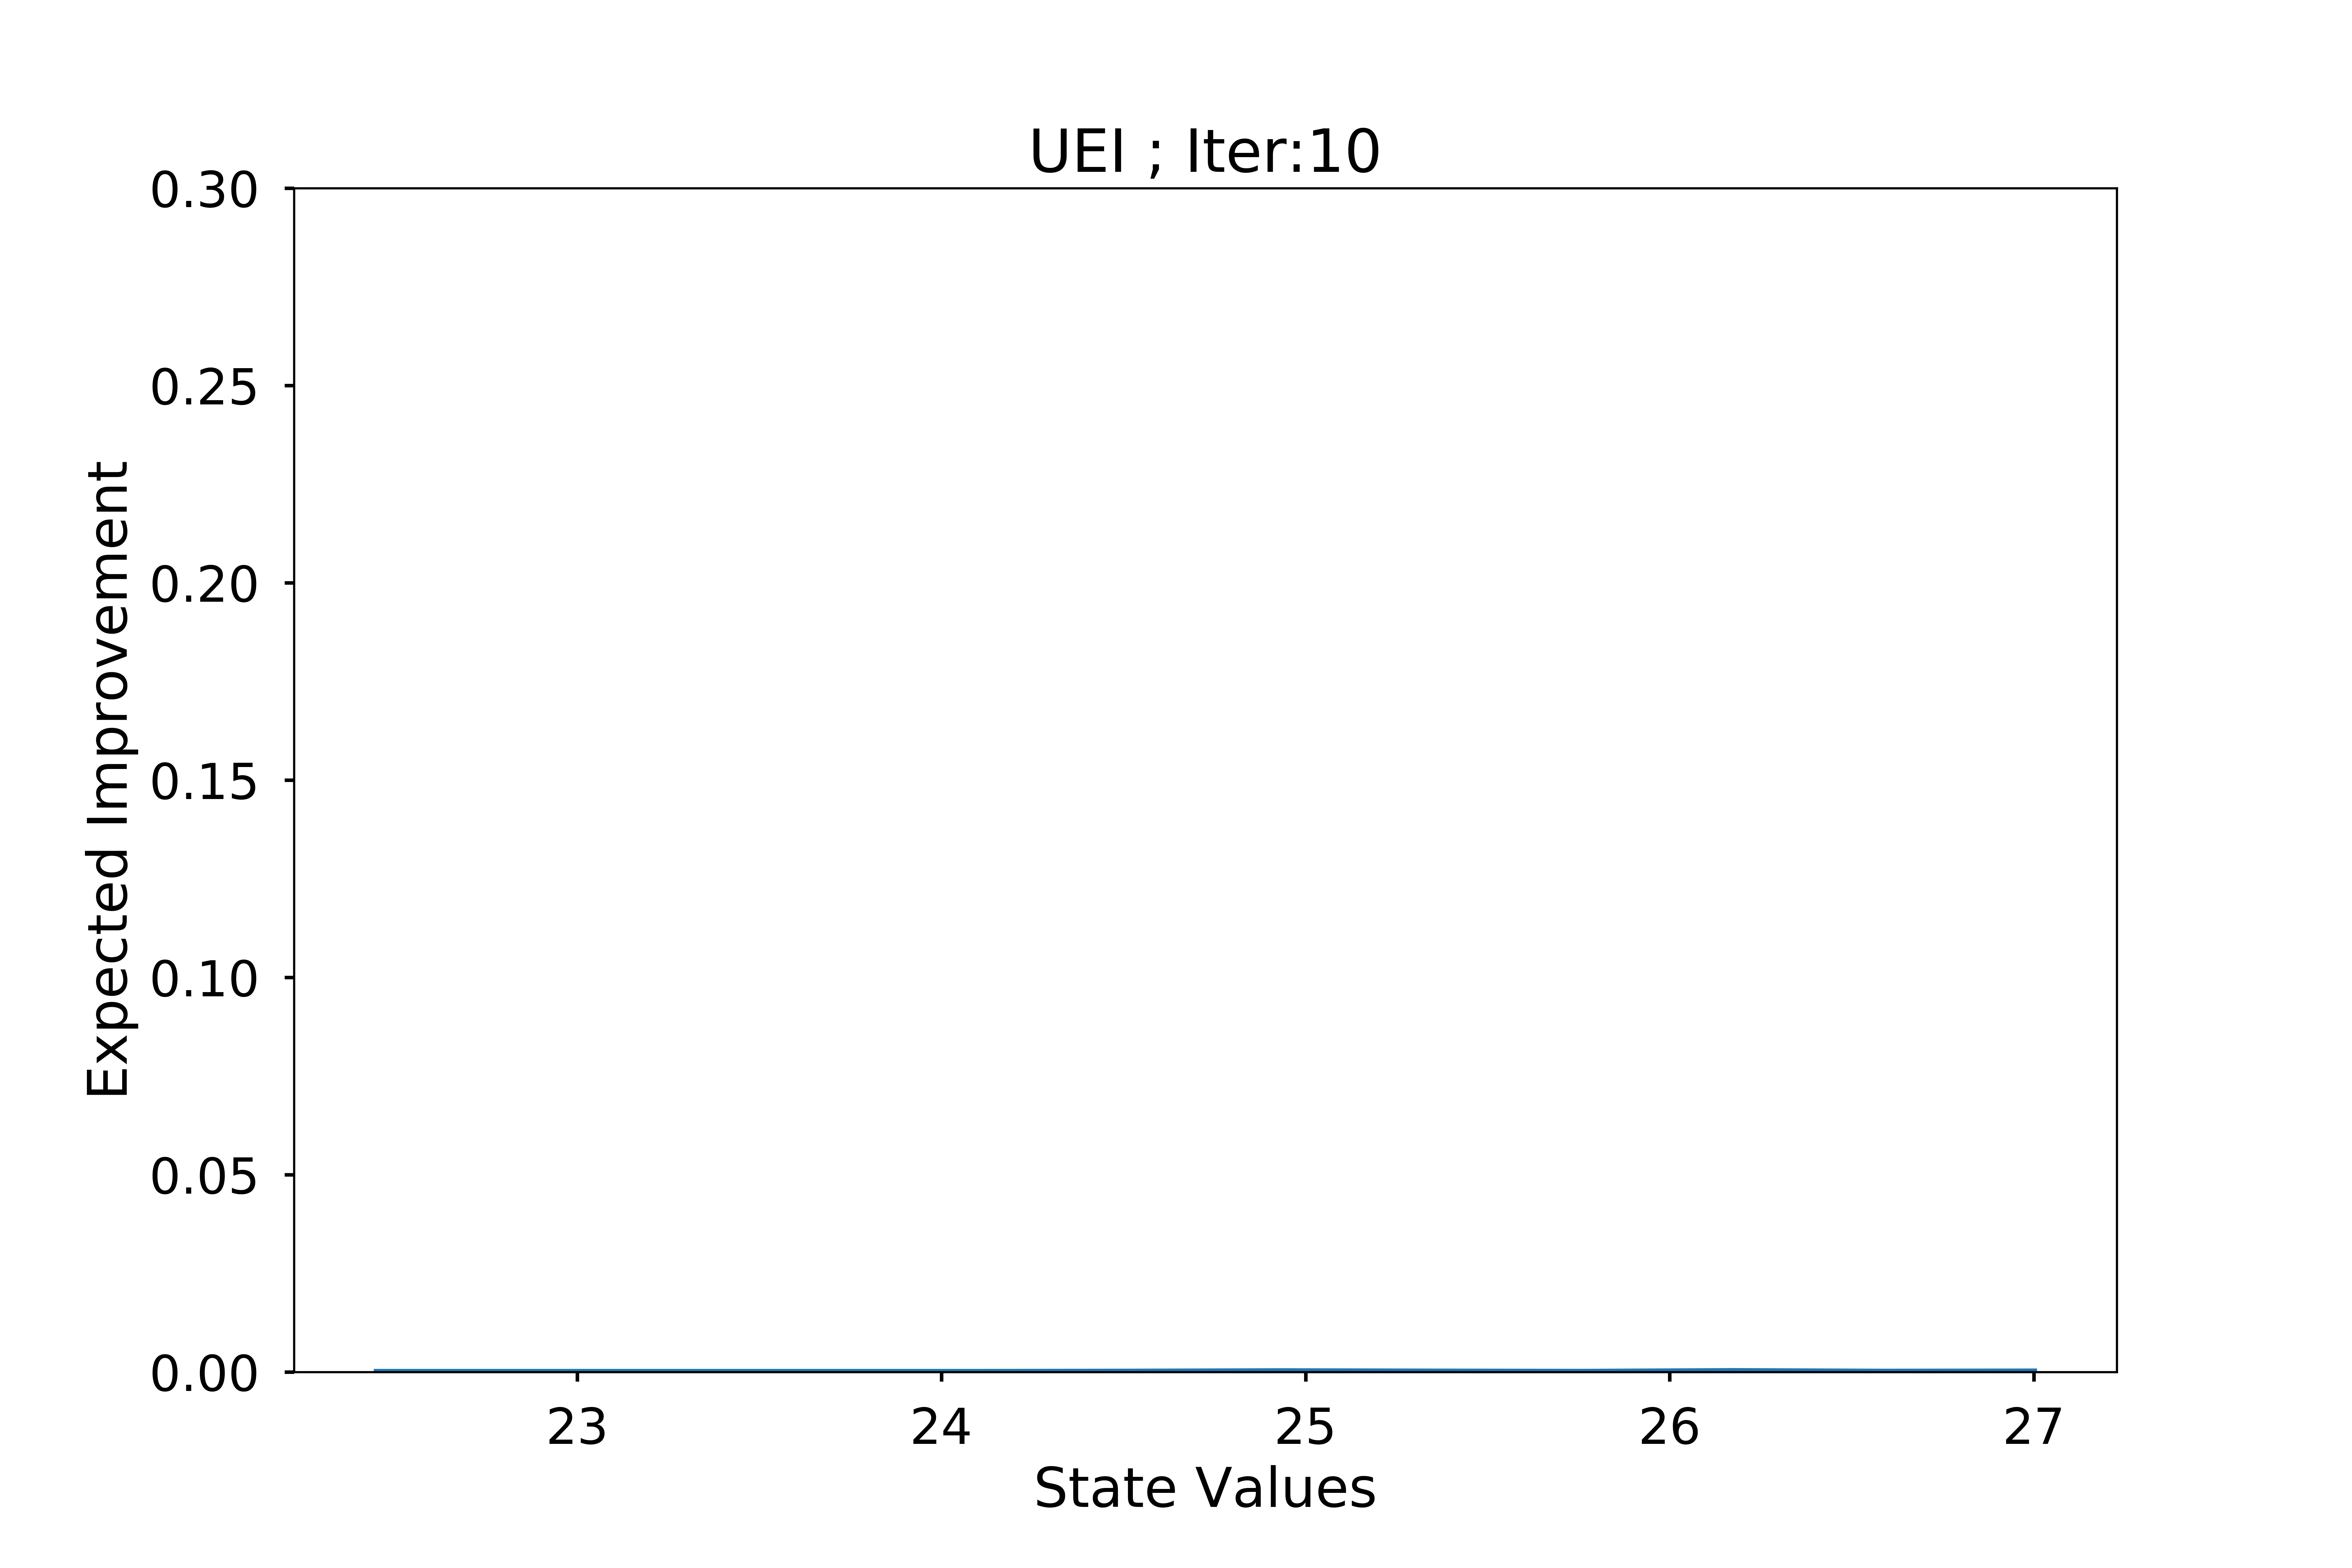 UEI ; Iter:10
0.30
0.25
0.20
0.15
0.10
0.05
0.00
Expected Improvement
23 24 25 26 27
State Values